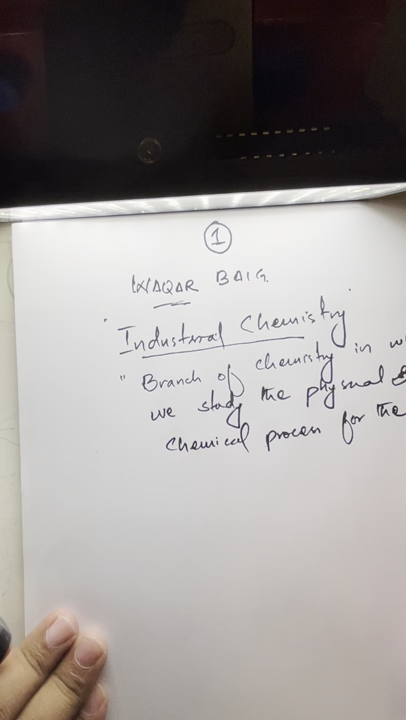 1
WAQAR BAIG
"Industrial Chemistry"
" Branch of chemistry in w
we study the physical &
chemical process for the